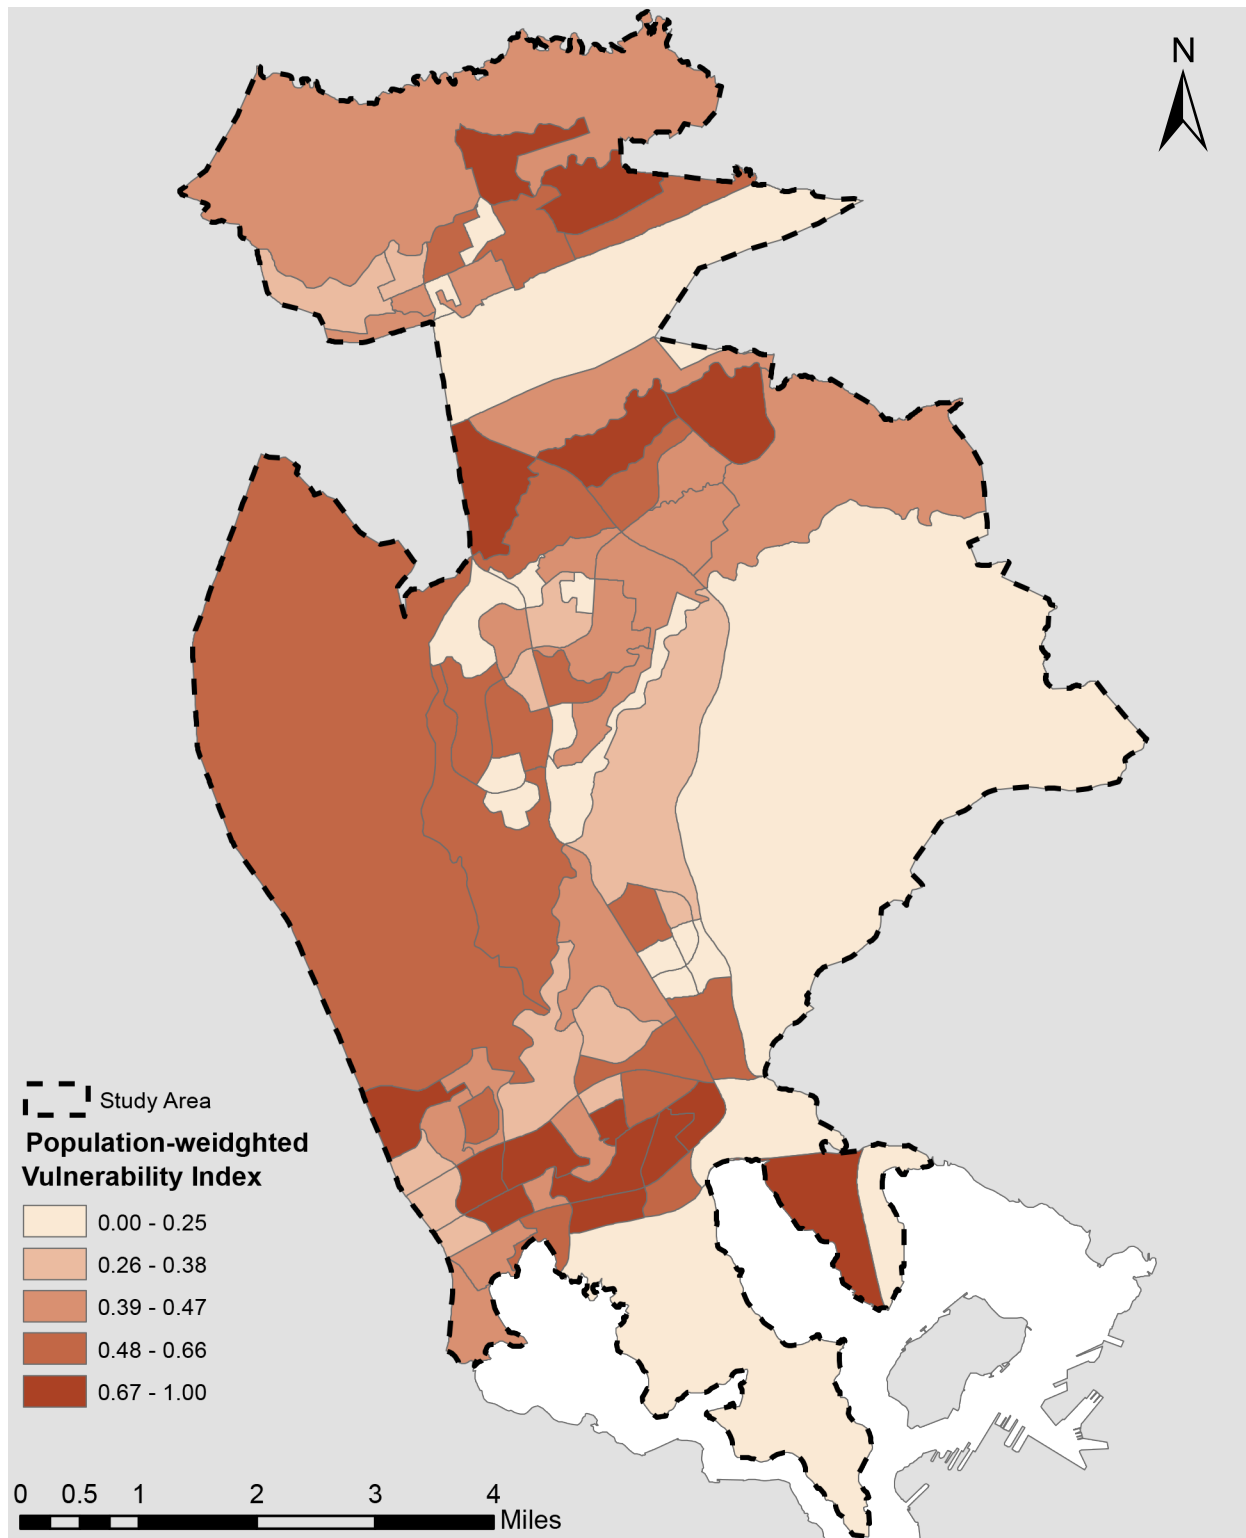 N
Study Area
Population-weidghted
Vulnerability Index
0.00 - 0.25
0.26 - 0.38
0.39 - 0.47
0.48 - 0.66
0.67 - 1.00
0 0.5 1 2 3 4
Miles